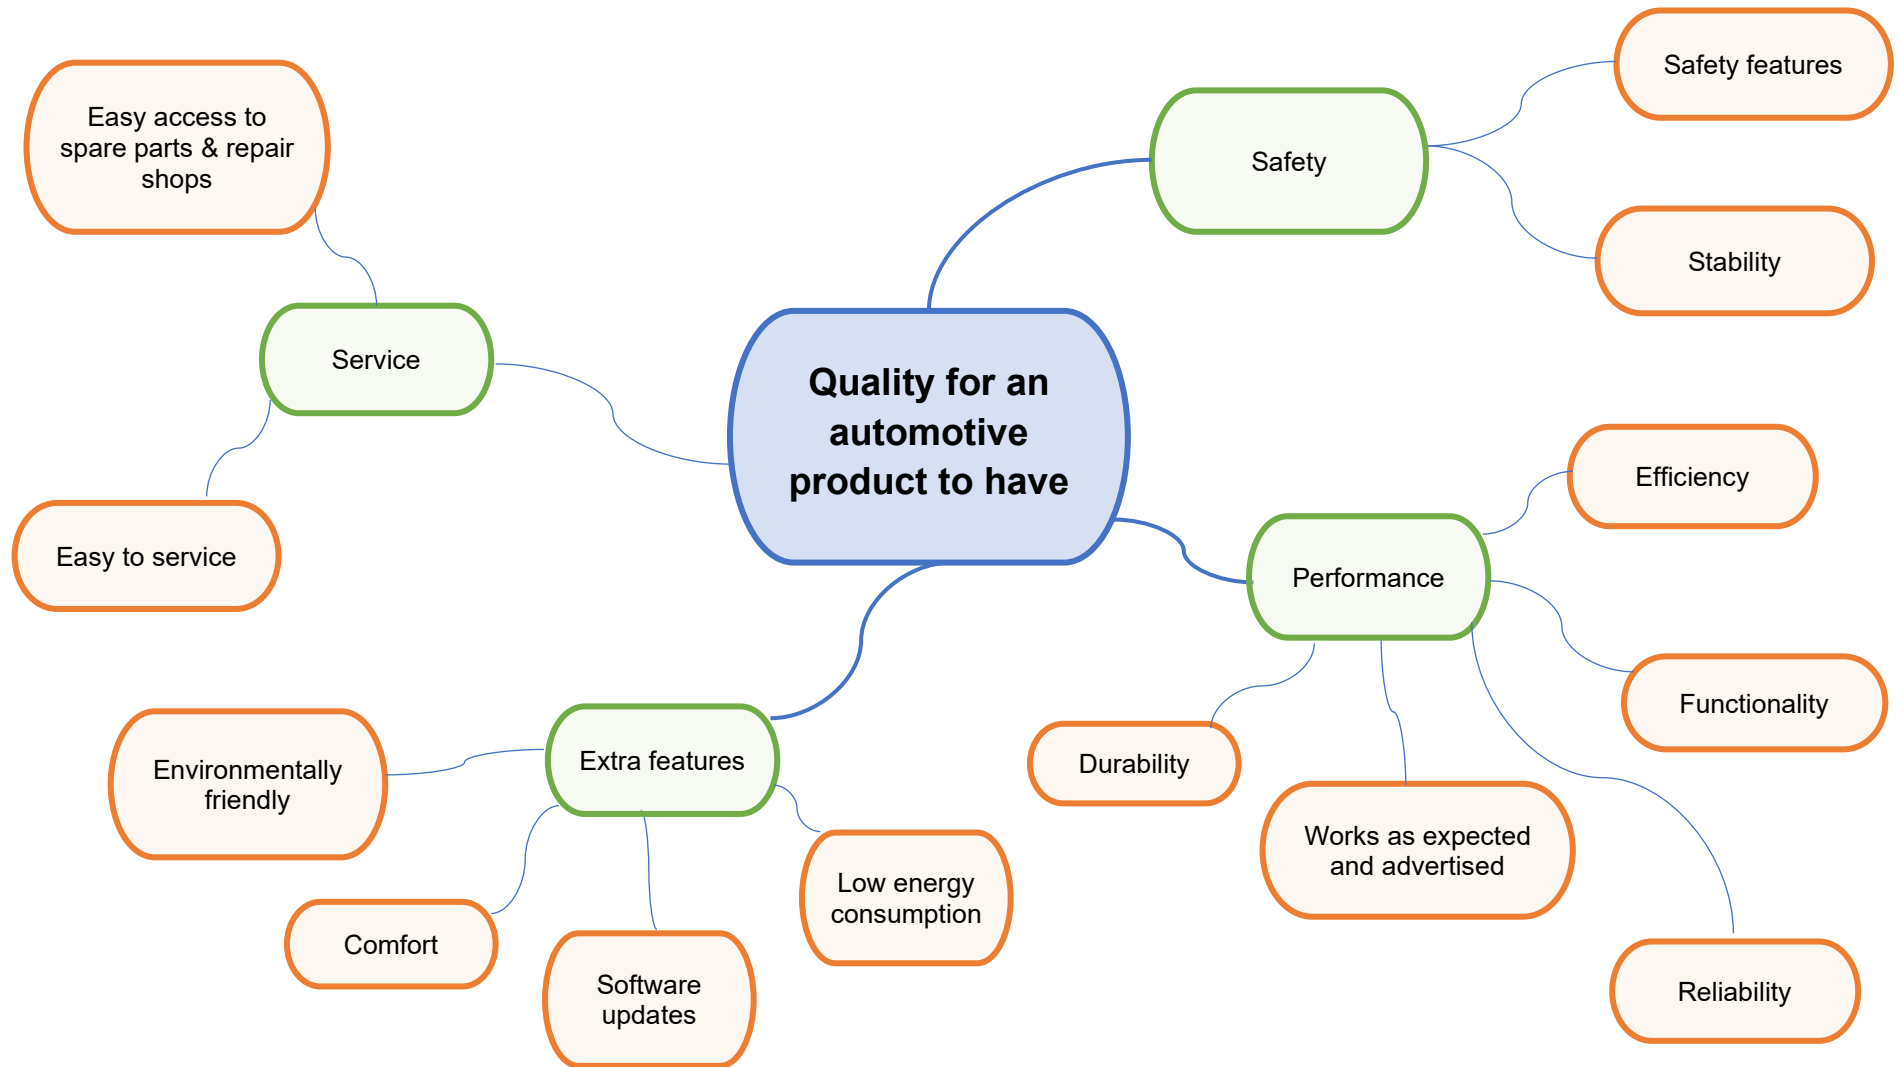 Safety features
Easy access to
spare parts & repair
shops
Safety
Stability
Service
Quality for an
automotive
product to have
Efficiency
Easy to service
Performance
Functionality
Extra features
Durability
Environmentally
friendly
Works as expected
and advertised
Low energy
consumption
Comfort
Software
updates
Reliability